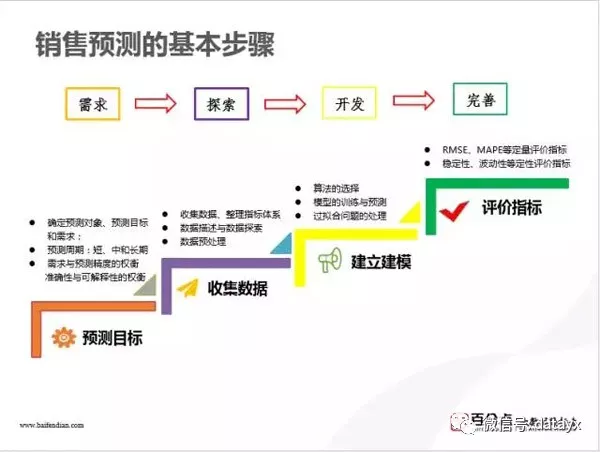 销售预测的基本步骤
需求
探索
开发
完善
RMSE、MAPE等定量评价指标
稳定性、波动性等定性评价指标
算法的选择
模型的训练与预测
过拟合问题的处理
评价指标
收集数据、整理指标体系
数据描述与数据探索
数据预处理
建立建模
确定预测对象、预测目标
和需求；
预测周期：短、中和长期
需求与预测精度的权衡
准确性与可解释性的权衡
收集数据
预测目标
www.baifendian.com
百分点
微信号: datayx